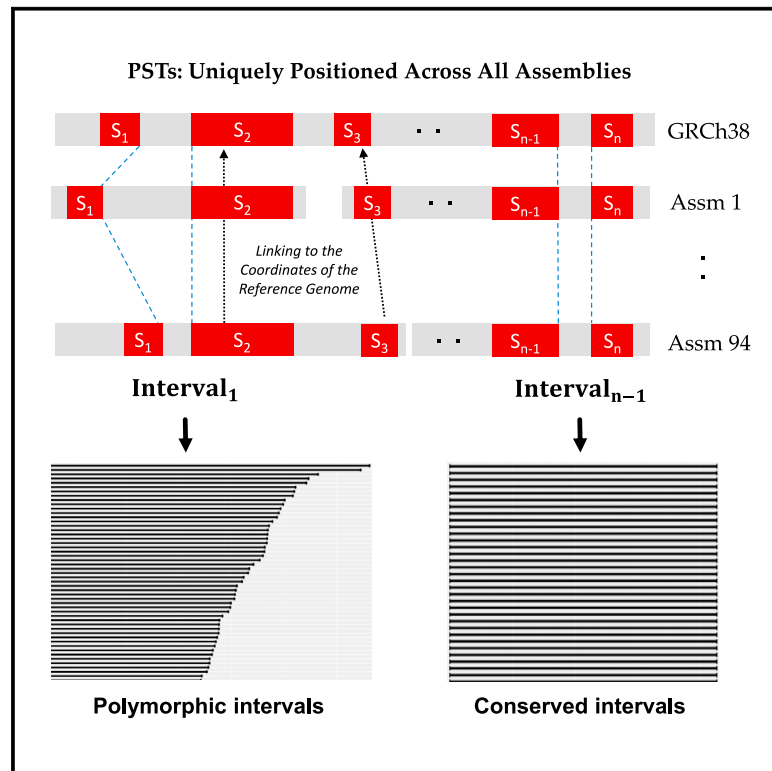 PSTs: Uniquely Positioned Across All Assemblies
S1 S2 S3 . . Sn-1 Sn GRCh38
S1 S2 S3 . . Sn-1 Sn Assm 1
Linking to the
Coordinates of the
Reference Genome
.
.
S1 S2 S3 . . Sn-1 Sn Assm 94
Interval1 Intervaln−1
Polymorphic intervals Conserved intervals